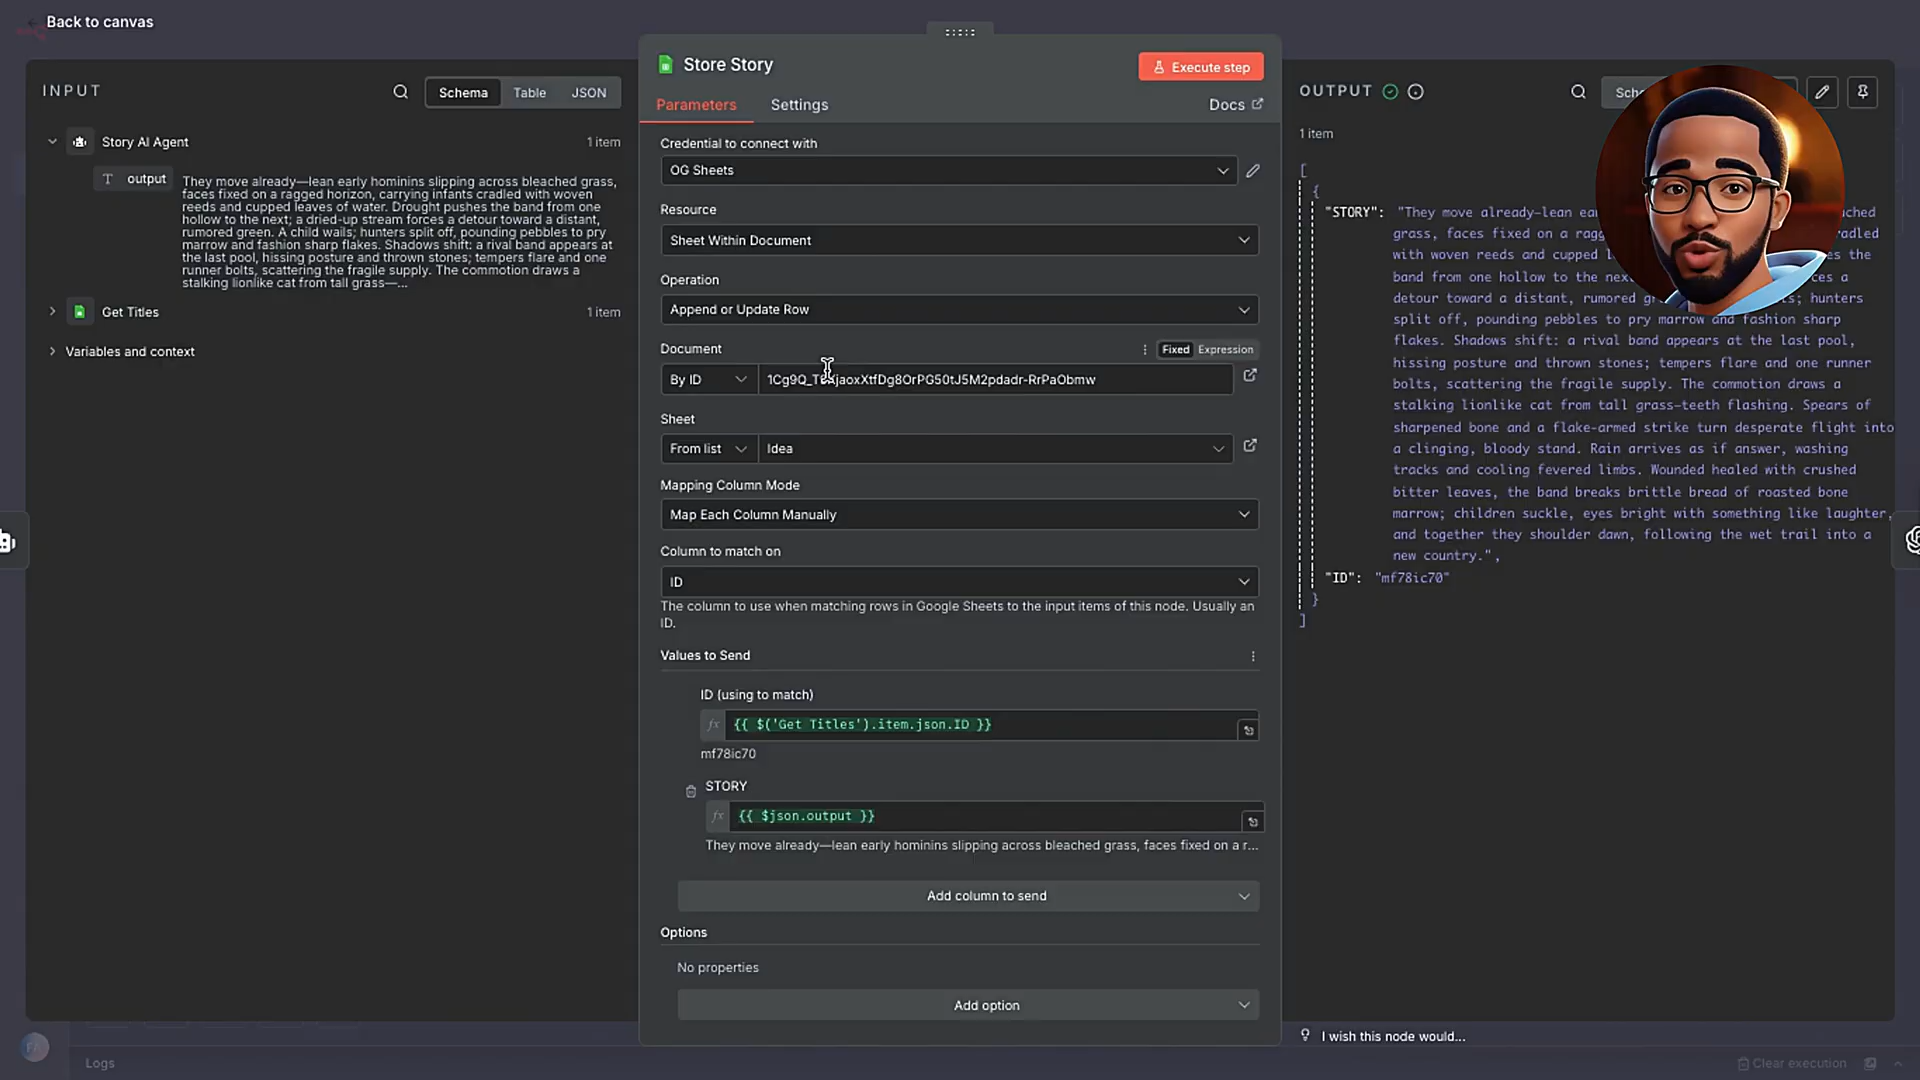 Back to canvas
INPUT
Schema
Table
JSON
Story AI Agent
1 item
T
output
They move already—lean early hominins slipping across bleached grass,
faces fixed on a ragged horizon, carrying infants cradled with woven
reeds and cupped leaves of water. Drought pushes the band from one
hollow to the next; a dried-up stream forces a detour toward a distant,
rumored green. A child wails; hunters split off, pounding pebbles to pry
marrow and fashion sharp flakes. Shadows shift: a rival band appears at
the last pool, hissing posture and thrown stones; tempers flare and one
runner bolts, scattering the fragile supply. The commotion draws a
stalking lionlike cat from tall grass—...
Get Titles
1 item
Variables and context
Store Story
Execute step
Parameters
Settings
Docs
Credential to connect with
OG Sheets
Resource
Sheet Within Document
Operation
Append or Update Row
Document
Fixed
Expression
By ID
Sheet
From list
Idea
Mapping Column Mode
Map Each Column Manually
Column to match on
ID
The column to use when matching rows in Google Sheets to the input items of this node. Usually an
ID.
Values to Send
ID (using to match)
fx
{{ $('Get Titles').item.json.ID }}
mf78ic70
STORY
fx
{{ $json.output }}
They move already—lean early hominins slipping across bleached grass, faces fixed on a r...
Add column to send
Options
No properties
Add option
OUTPUT
1 item
[
{
"STORY": "They move already—lean
grass, faces fixed on a
with woven reeds and cupped
band from one hollow to the
detour toward a distant, rumored hunters
split off, pounding pebbles to pry marrow and fashion sharp
flakes. Shadows shift: a rival band appears at the last pool,
hissing posture and thrown stones; tempers flare and one runner
bolts, scattering the fragile supply. The commotion draws a
stalking lionlike cat from tall grass—teeth flashing. Spears of
sharpened bone and a flake-armed strike turn desperate flight into
a clinging, bloody stand. Rain arrives as if answer, washing
tracks and cooling fevered limbs. Wounded healed with crushed
bitter leaves, the band breaks brittle bread of roasted bone
marrow; children suckle, eyes bright with something like laughter,
and together they shoulder dawn, following the wet trail into a
new country.",
"ID": "mf78ic70"
}
]
I wish this node would...
Logs
Clear execution